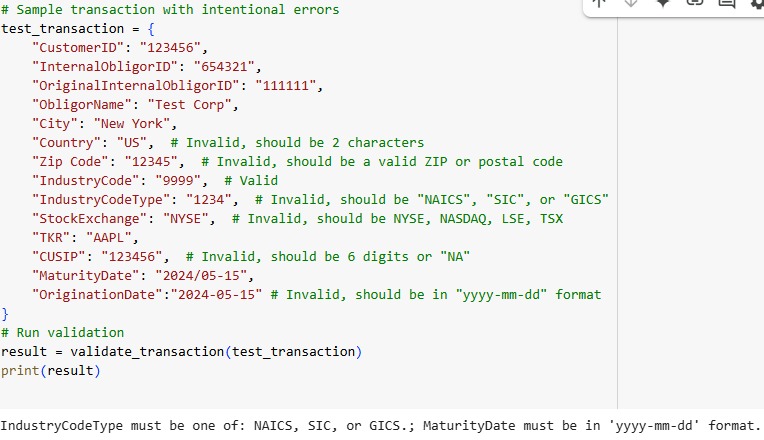 # Sample transaction with intentional errors
test_transaction = {
    "CustomerID": "123456",
    "InternalObligorID": "654321",
    "OriginalInternalObligorID": "111111",
    "ObligorName": "Test Corp",
    "City": "New York",
    "Country": "US",  # Invalid, should be 2 characters
    "Zip Code": "12345",  # Invalid, should be a valid ZIP or postal code
    "IndustryCode": "9999",  # Valid
    "IndustryCodeType": "1234",  # Invalid, should be "NAICS", "SIC", or "GICS"
    "StockExchange": "NYSE",  # Invalid, should be NYSE, NASDAQ, LSE, TSX
    "TKR": "AAPL",
    "CUSIP": "123456",  # Invalid, should be 6 digits or "NA"
    "MaturityDate": "2024/05-15",
    "OriginationDate":"2024-05-15" # Invalid, should be in "yyyy-mm-dd" format
}
# Run validation
result = validate_transaction(test_transaction)
print(result)
IndustryCodeType must be one of: NAICS, SIC, or GICS.; MaturityDate must be in 'yyyy-mm-dd' format.